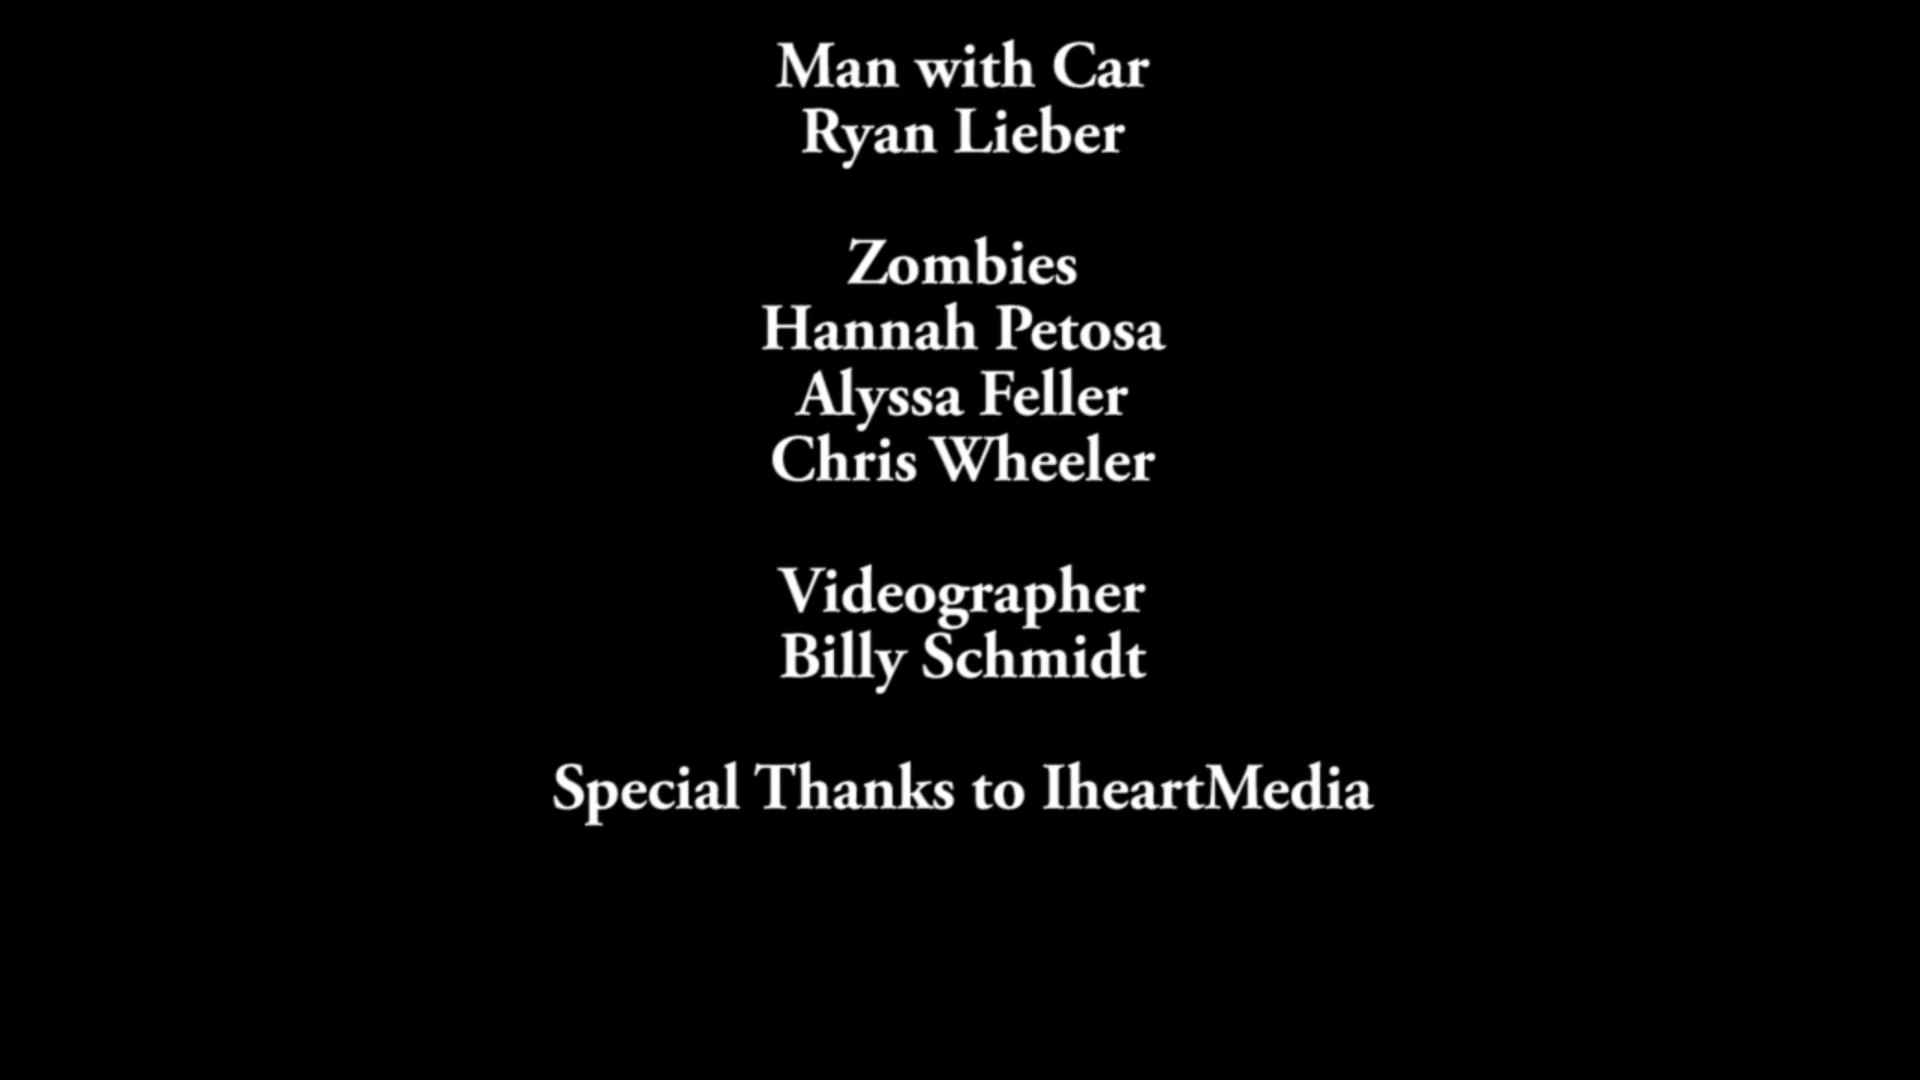 Man with Car
Ryan Lieber
Zombies
Hannah Petosa
Alyssa Feller
Chris Wheeler
Videographer
Billy Schmidt
Special Thanks to IheartMedia